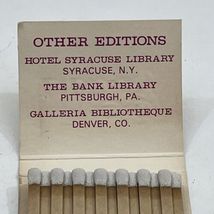 OTHER EDITIONS
HOTEL SYRACUSE LIBRARY
SYRACUSE, N.Y.
THE BANK LIBRARY
PITTSBURGH, PA.
GALLERIA BIBLIOTHEQUE
DENVER, CO.